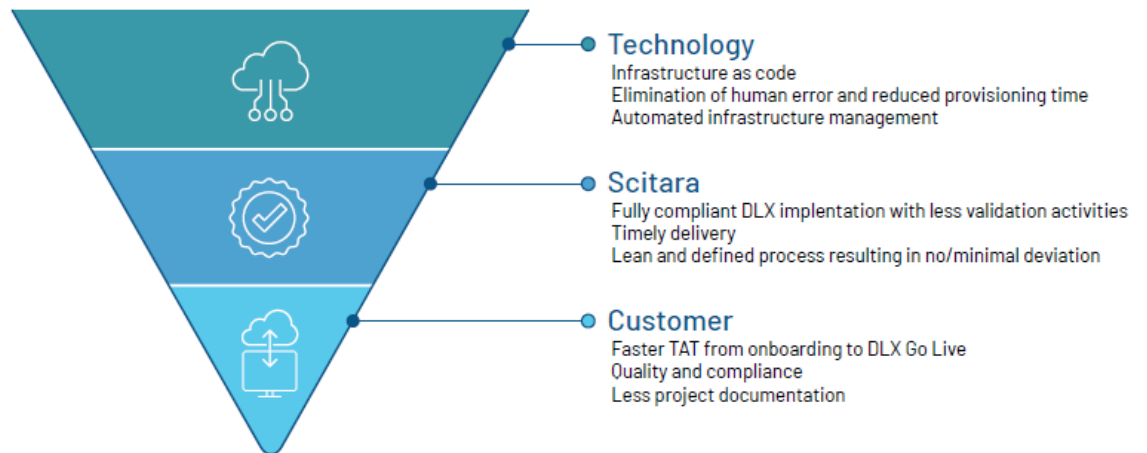 Technology
Infrastructure as code
Elimination of human error and reduced provisioning time
Automated infrastructure management
Scitara
Fully compliant DLX implentation with less validation activities
Timely delivery
Lean and defined process resulting in no/minimal deviation
Customer
Faster TAT from onboarding to DLX Go Live
Quality and compliance
Less project documentation